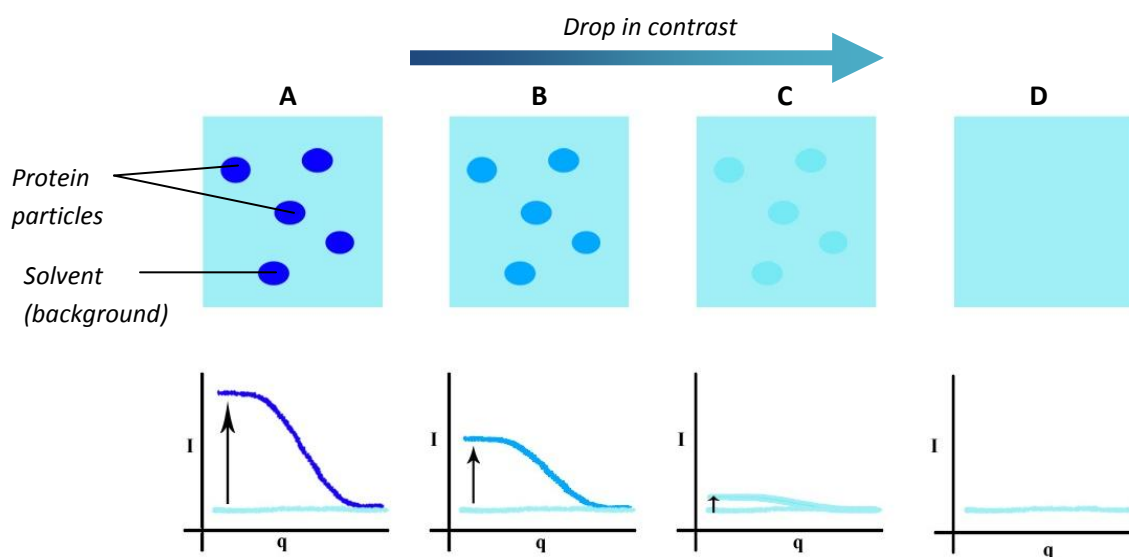 Drop in contrast
A B C D
Protein
particles
Solvent
(background)
I I I I
q q q q